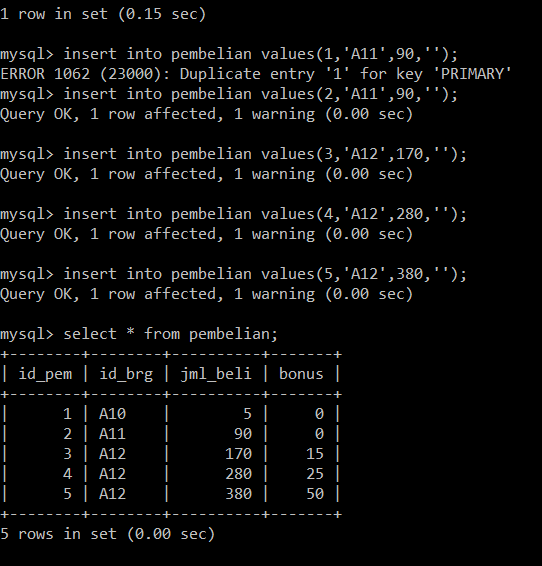 1 row in set (0.15 sec)
mysql> insert into pembelian values(1,'A11',90,'');
ERROR 1062 (23000): Duplicate entry '1' for key 'PRIMARY'
mysql> insert into pembelian values(2,'A11',90,'');
Query OK, 1 row affected, 1 warning (0.00 sec)
mysql> insert into pembelian values(3,'A12',170,'');
Query OK, 1 row affected, 1 warning (0.00 sec)
mysql> insert into pembelian values(4,'A12',280,'');
Query OK, 1 row affected, 1 warning (0.00 sec)
mysql> insert into pembelian values(5,'A12',380,'');
Query OK, 1 row affected, 1 warning (0.00 sec)
mysql> select * from pembelian;
+--------+--------+----------+-------+
| id_pem | id_brg | jml_beli | bonus |
+--------+--------+----------+-------+
|      1 | A10    |        5 |     0 |
|      2 | A11    |       90 |     0 |
|      3 | A12    |      170 |    15 |
|      4 | A12    |      280 |    25 |
|      5 | A12    |      380 |    50 |
+--------+--------+----------+-------+
5 rows in set (0.00 sec)